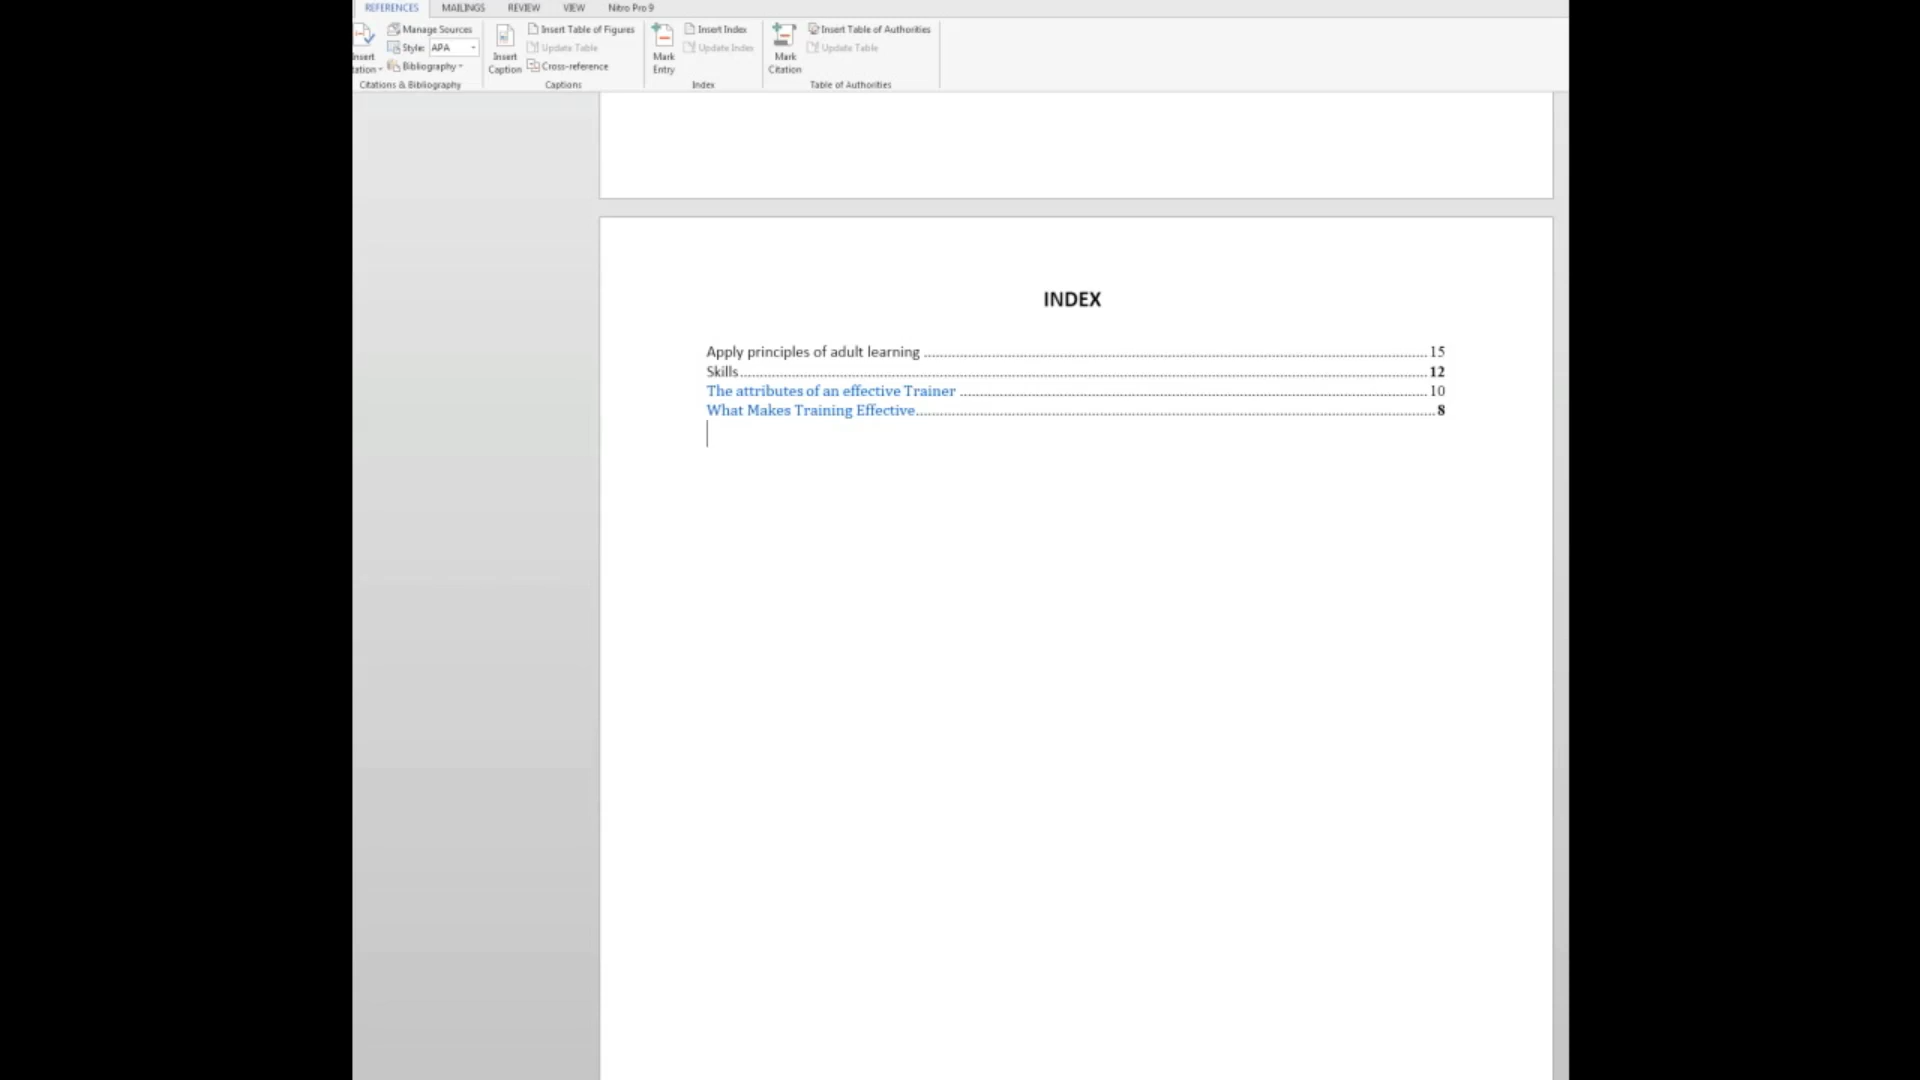 REFERENCES MAILINGS REVIEW VIEW Nitro Pro 9
Manage Sources
Style: APA
Bibliography
Citations & Bibliography
Insert Caption
Insert Table of Figures
Update Table
Cross-reference
Captions
Mark Entry
Insert Index
Update Index
Index
Mark Citation
Insert Table of Authorities
Update Table
Table of Authorities
INDEX
Apply principles of adult learning 15
Skills 12
The attributes of an effective Trainer 10
What Makes Training Effective 8